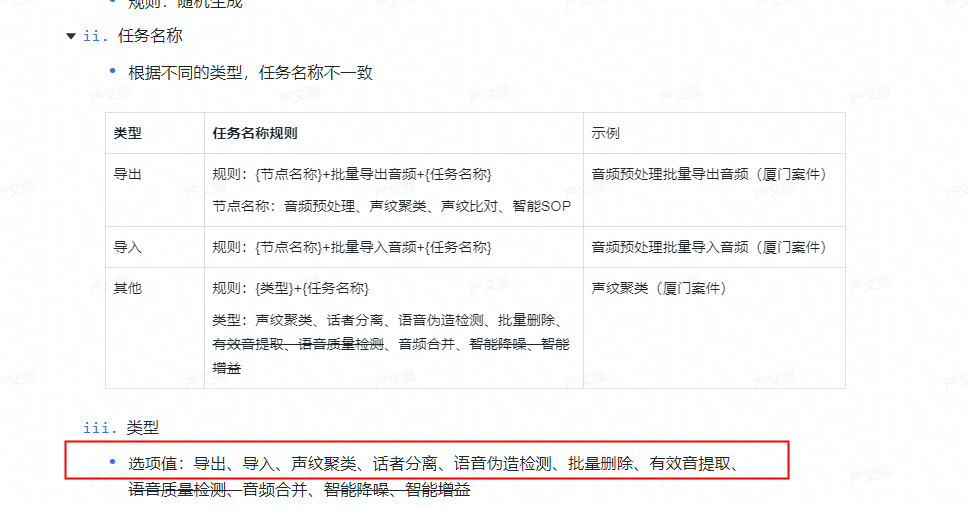 规则：随机生成
ii. 任务名称
根据不同的类型，任务名称不一致
类型
任务名称规则
示例
导出
规则：{节点名称}+批量导出音频+{任务名称}
节点名称：音频预处理、声纹聚类、声纹比对、智能SOP
音频预处理批量导出音频（厦门案件）
导入
规则：{节点名称}+批量导入音频+{任务名称}
音频预处理批量导入音频（厦门案件）
其他
规则：{类型}+{任务名称}
类型：声纹聚类、话者分离、语音伪造检测、批量删除、
有效音提取、语音质量检测、音频合并、智能降噪、智能
增益
声纹聚类（厦门案件）
iii. 类型
选项值：导出、导入、声纹聚类、话者分离、语音伪造检测、批量删除、有效音提取、
语音质量检测、音频合并、智能降噪、智能增益
严文强